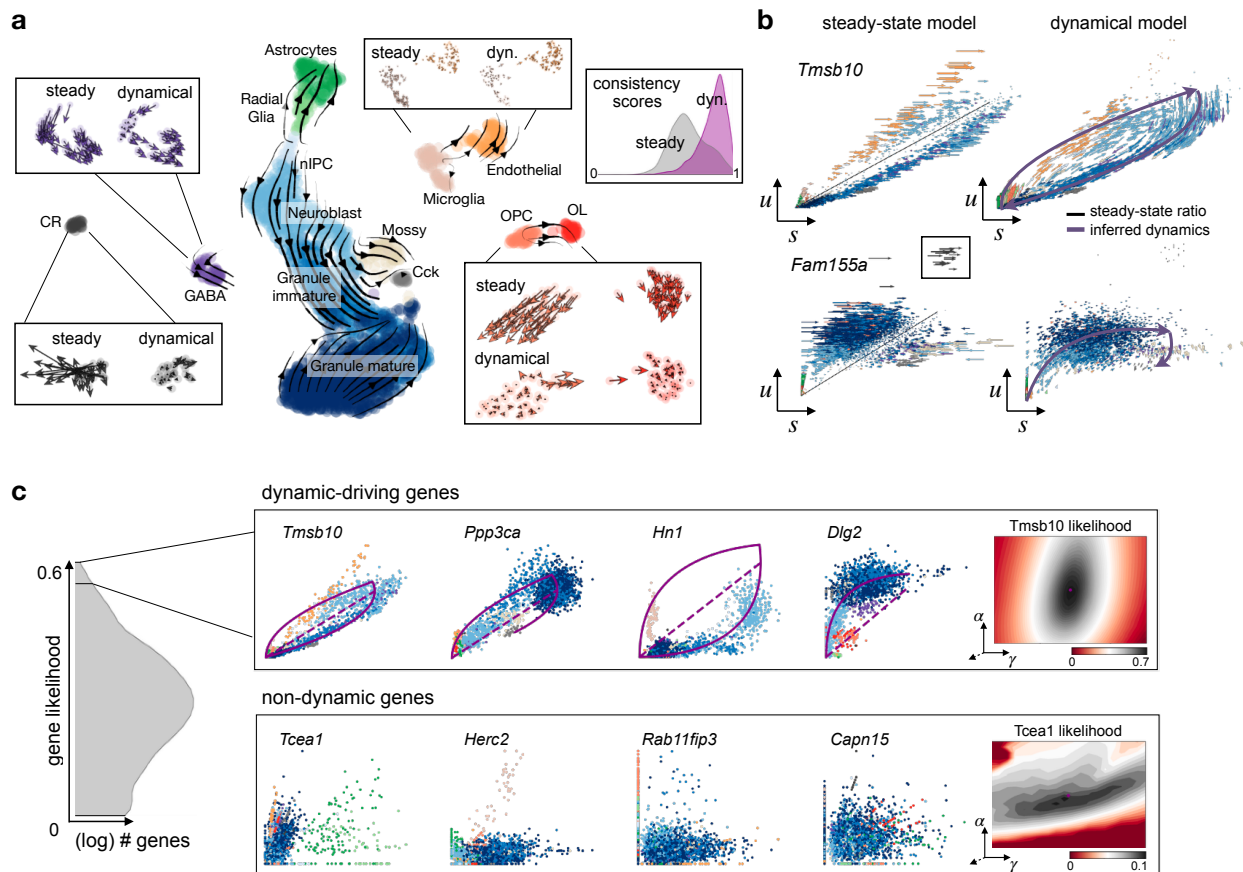 a
Astrocytes
Radial
Glia
nIPC
Neuroblast
Granule
immature
Granule mature
Mossy
Cck
steady
dynamical
CR
GABA
steady
dynamical
steady
dyn.
Microglia
Endothelial
consistency
scores
dyn.
steady
0
1
OPC
OL
steady
dynamical
b
steady-state model
dynamical model
Tmsb10
u
s
u
s
steady-state ratio
inferred dynamics
Fam155a
u
s
u
s
c
dynamic-driving genes
0.6
gene likelihood
0
(log) # genes
Tmsb10
Ppp3ca
Hn1
Dlg2
Tmsb10 likelihood
α
γ
0
0.7
non-dynamic genes
Tcea1
Herc2
Rab11fip3
Capn15
Tcea1 likelihood
α
γ
0
0.1